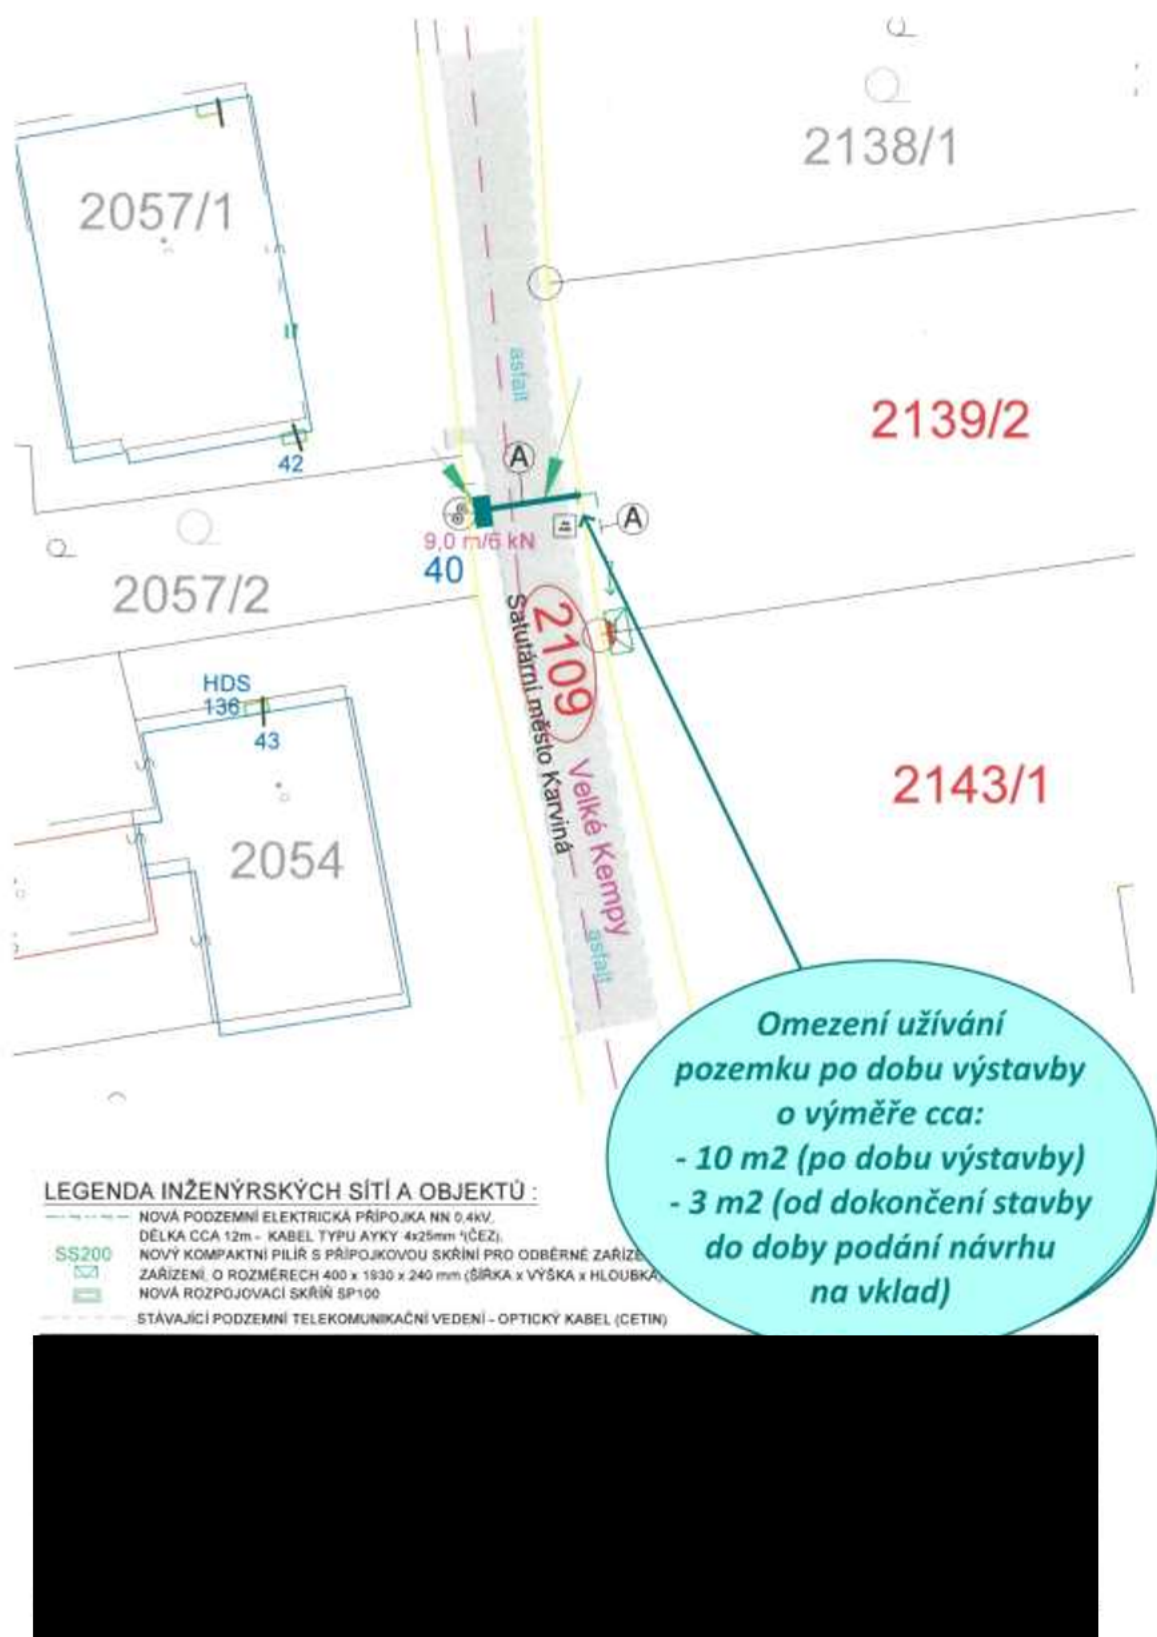 2138/1
2057/1
asfalt
2139/2
42
A
A
9,0 m/6 kN
40
2057/2
2109
Satutární město Karviná
HDS
136
43
Velké Kempy
2143/1
2054
asfalt
Omezení užívání
pozemku po dobu výstavby
o výměře cca:
- 10 m2 (po dobu výstavby)
- 3 m2 (od dokončení stavby
do doby podání návrhu
na vklad)
LEGENDA INŽENÝRSKÝCH SÍTÍ A OBJEKTŮ :
NOVÁ PODZEMNÍ ELEKTRICKÁ PŘÍPOJKA NN 0,4kV,
DÉLKA CCA 12m - KABEL TYPU AYKY 4x25mm (ČEZ),
SS200 NOVÝ KOMPAKTNÍ PILÍŘ S PŘÍPOJKOVOU SKŘÍNÍ PRO ODBĚRNÉ
ZAŘÍZENÍ, O ROZMĚRECH 400 x 1930 x 240 mm (ŠÍŘKA x VÝŠKA x HLOUBKA
NOVÁ ROZPOJOVACÍ SKŘÍŇ SP100
STÁVAJÍCÍ PODZEMNÍ TELEKOMUNIKAČNÍ VEDENÍ - OPTICKÝ KABEL (CETIN)